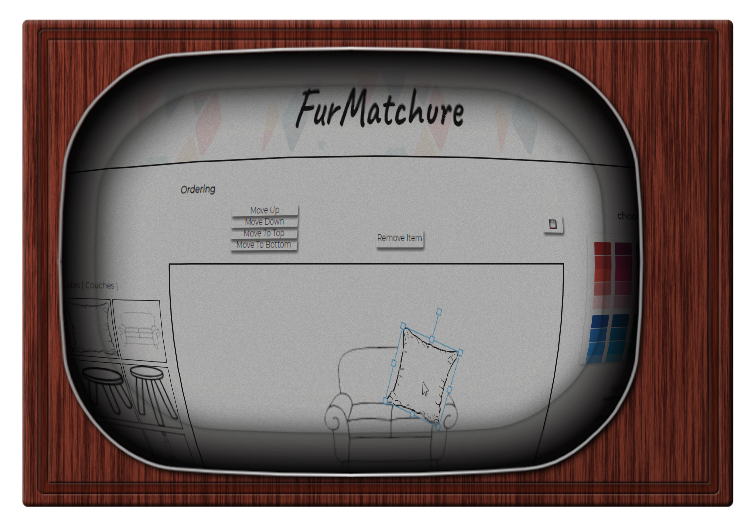 FurMatchure
Ordering
Move Up
Move Down
Move To Top
Move To Bottom
Remove Item
| Couches |